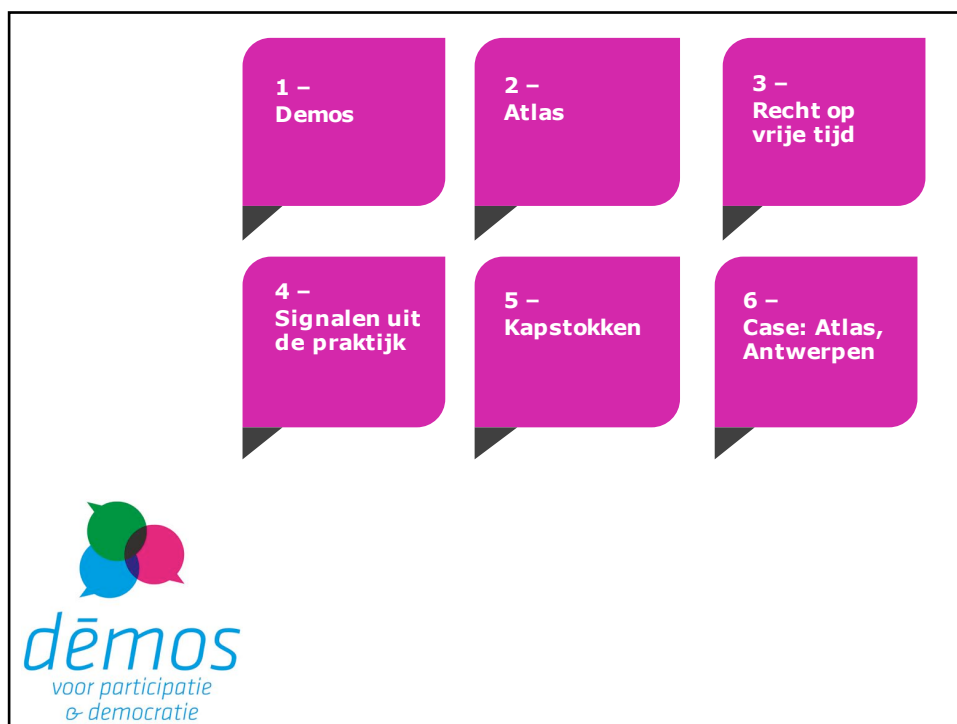 1 –
Demos
2 –
Atlas
3 –
Recht op
vrije tijd
4 –
Signalen uit
de praktijk
5 –
Kapstokken
6 –
Case: Atlas,
Antwerpen
dēmos
voor participatie
& democratie